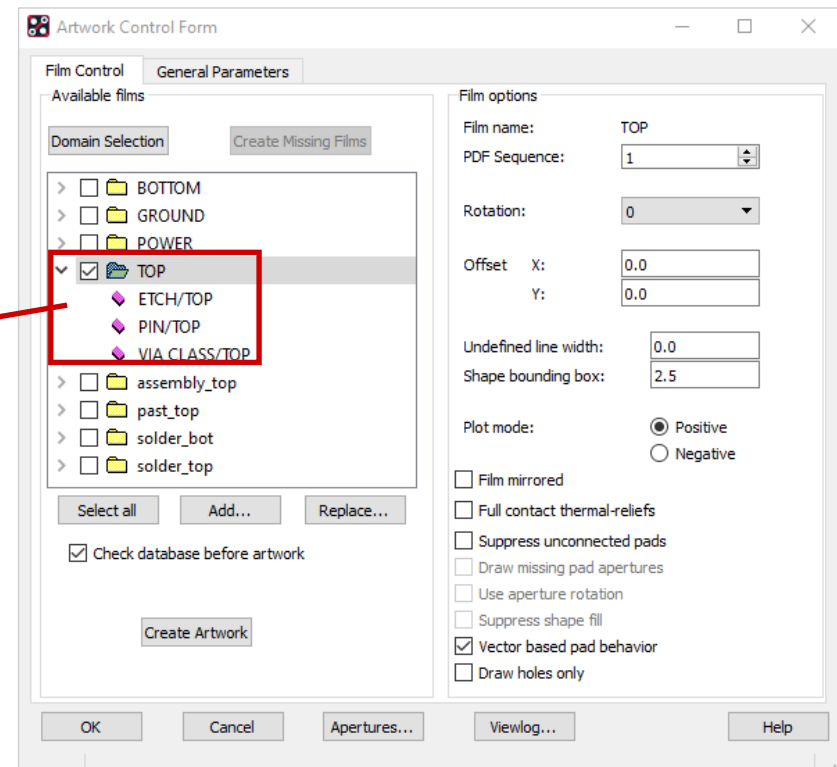 Artwork Control Form
Film Control General Parameters
Available films
Domain Selection Create Missing Films
BOTTOM
GROUND
POWER
TOP
ETCH/TOP
PIN/TOP
VIA CLASS/TOP
assembly_top
past_top
solder_bot
solder_top
Select all Add... Replace...
Check database before artwork
Create Artwork
Film options
Film name: TOP
PDF Sequence: 1
Rotation: 0
Offset X: 0.0
Y: 0.0
Undefined line width: 0.0
Shape bounding box: 2.5
Plot mode: Positive
Negative
Film mirrored
Full contact thermal-reliefs
Suppress unconnected pads
Draw missing pad apertures
Use aperture rotation
Suppress shape fill
Vector based pad behavior
Draw holes only
OK Cancel Apertures... Viewlog... Help